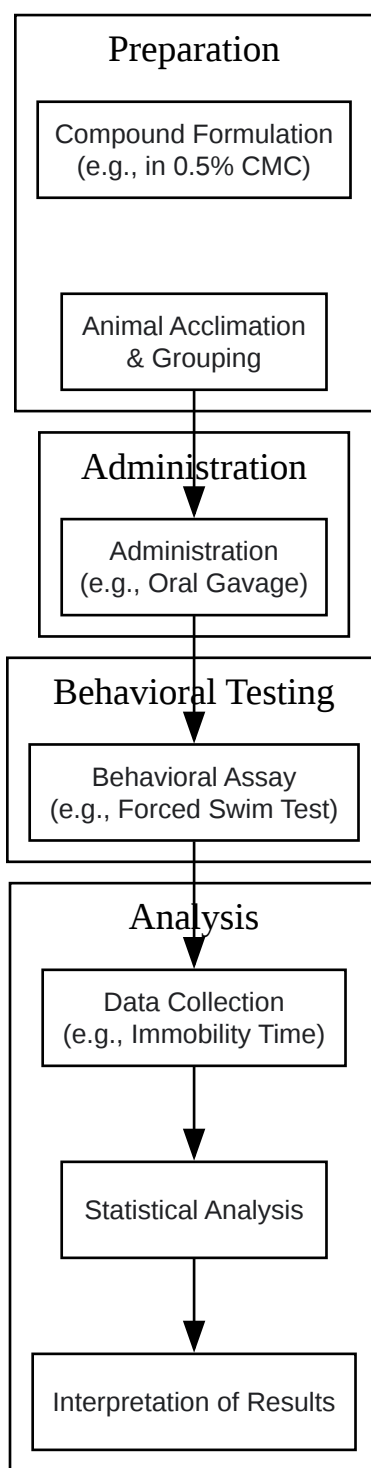 Preparation
Compound Formulation
(e.g., in 0.5% CMC)
Animal Acclimation
& Grouping
Administration
Administration
(e.g., Oral Gavage)
Behavioral Testing
Behavioral Assay
(e.g., Forced Swim Test)
Analysis
Data Collection
(e.g., Immobility Time)
Statistical Analysis
Interpretation of Results